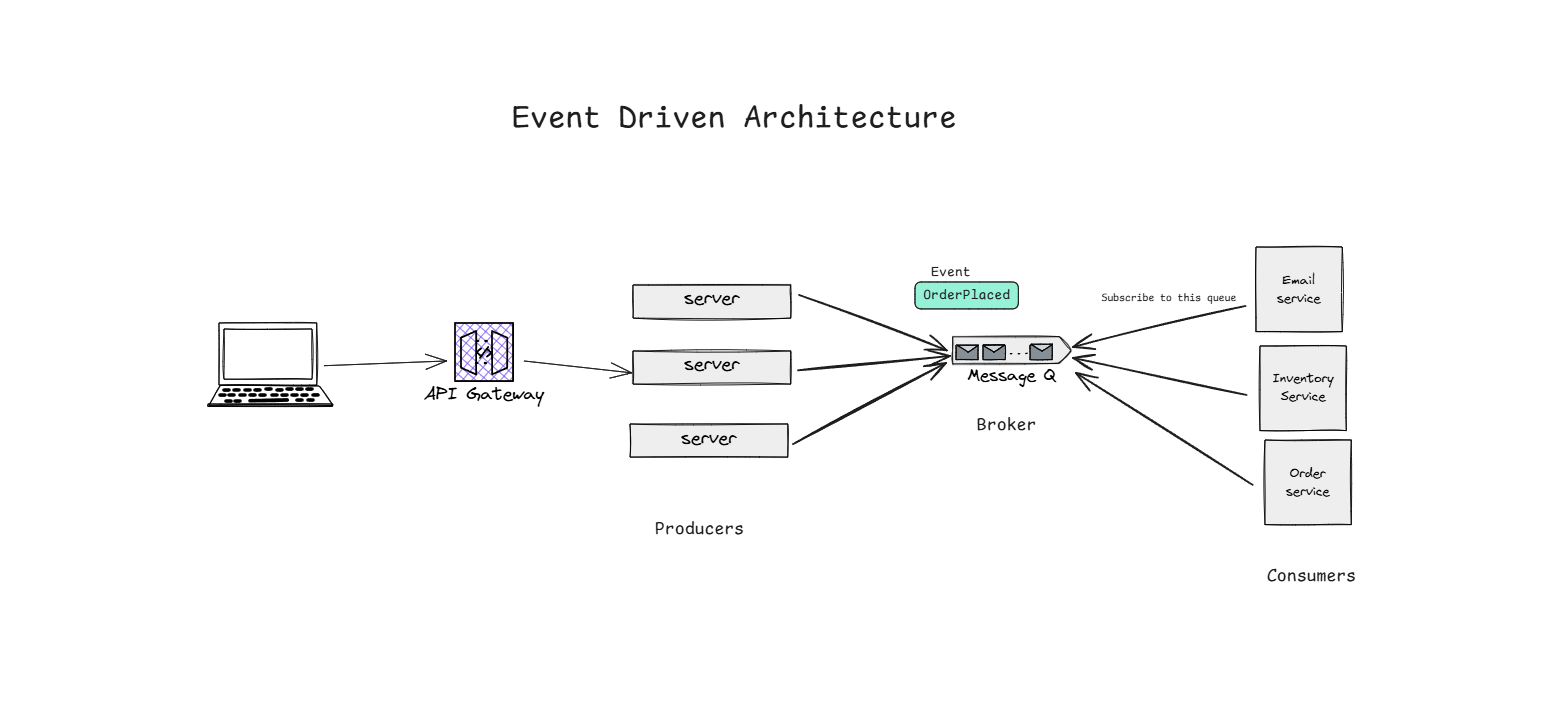 Event Driven Architecture
Event
OrderPlaced
Subscribe to this queue
Email
service
server
server
server
API Gateway
Message Q
Broker
Inventory
Service
Order
service
Producers
Consumers